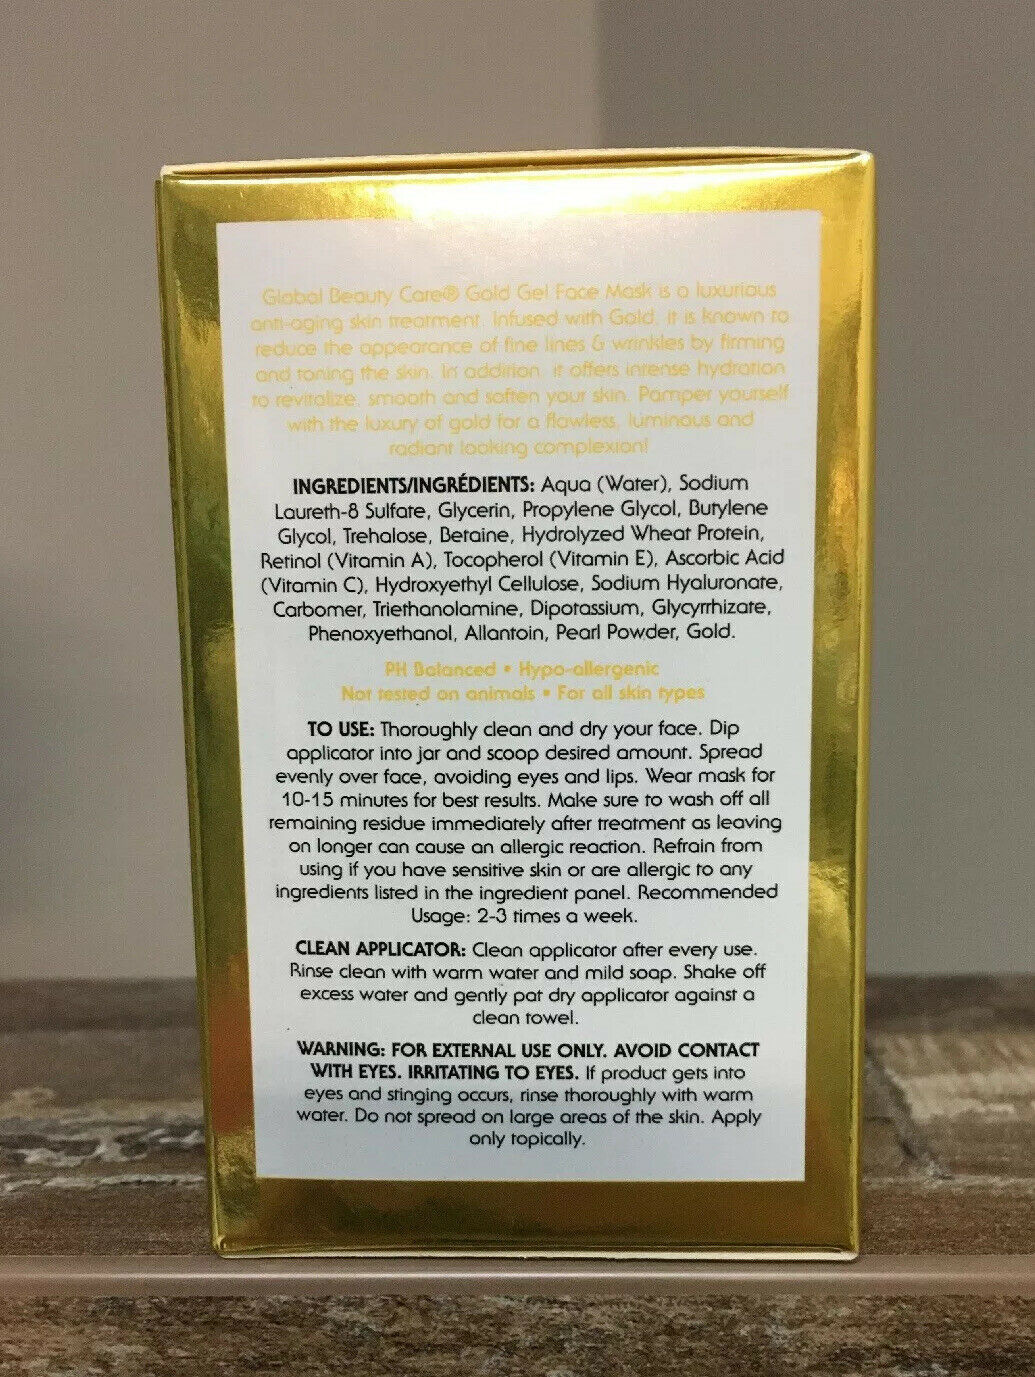 Global Beauty Care® Gold Gel Face Mask is a luxurious
anti-aging skin treatment. Infused with Gold, it is known to
reduce the appearance of fine lines & wrinkles by firming
and toning the skin. In addition, it offers intense hydration
to revitalize, smooth and soften your skin. Pamper yourself
with the luxury of gold for a flawless, luminous and
radiant looking complexion!
INGREDIENTS/INGRÉDIENTS: Aqua (Water), Sodium
Laureth-8 Sulfate, Glycerin, Propylene Glycol, Butylene
Glycol, Trehalose, Betaine, Hydrolyzed Wheat Protein,
Retinol (Vitamin A), Tocopherol (Vitamin E), Ascorbic Acid
(Vitamin C), Hydroxyethyl Cellulose, Sodium Hyaluronate,
Carbomer, Triethanolamine, Dipotassium, Glycyrrhizate,
Phenoxyethanol, Allantoin, Pearl Powder, Gold.
PH Balanced • Hypo-allergenic
Not tested on animals • For all skin types
TO USE: Thoroughly clean and dry your face. Dip
applicator into jar and scoop desired amount. Spread
evenly over face, avoiding eyes and lips. Wear mask for
10-15 minutes for best results. Make sure to wash off all
remaining residue immediately after treatment as leaving
on longer can cause an allergic reaction. Refrain from
using if you have sensitive skin or are allergic to any
ingredients listed in the ingredient panel. Recommended
Usage: 2-3 times a week.
CLEAN APPLICATOR: Clean applicator after every use.
Rinse clean with warm water and mild soap. Shake off
excess water and gently pat dry applicator against a
clean towel.
WARNING: FOR EXTERNAL USE ONLY. AVOID CONTACT
WITH EYES. IRRITATING TO EYES. If product gets into
eyes and stinging occurs, rinse thoroughly with warm
water. Do not spread on large areas of the skin. Apply
only topically.